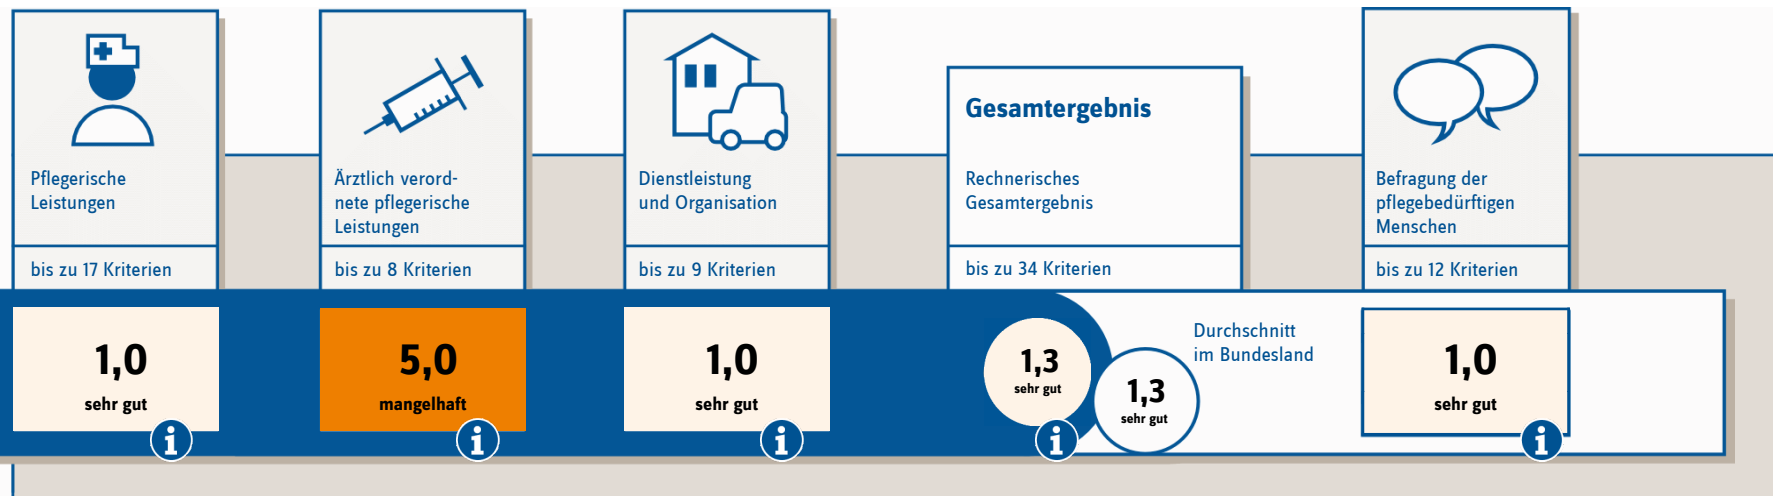 Pflegerische
Leistungen
bis zu 17 Kriterien
1,0
sehr gut
i
Ärztlich verord-
nete pflegerische
Leistungen
bis zu 8 Kriterien
5,0
mangelhaft
i
Dienstleistung
und Organisation
bis zu 9 Kriterien
1,0
sehr gut
i
Gesamtergebnis
Rechnerisches
Gesamtergebnis
bis zu 34 Kriterien
1,3
sehr gut
i
Durchschnitt
im Bundesland
1,3
sehr gut
Befragung der
pflegebedürftigen
Menschen
bis zu 12 Kriterien
1,0
sehr gut
i